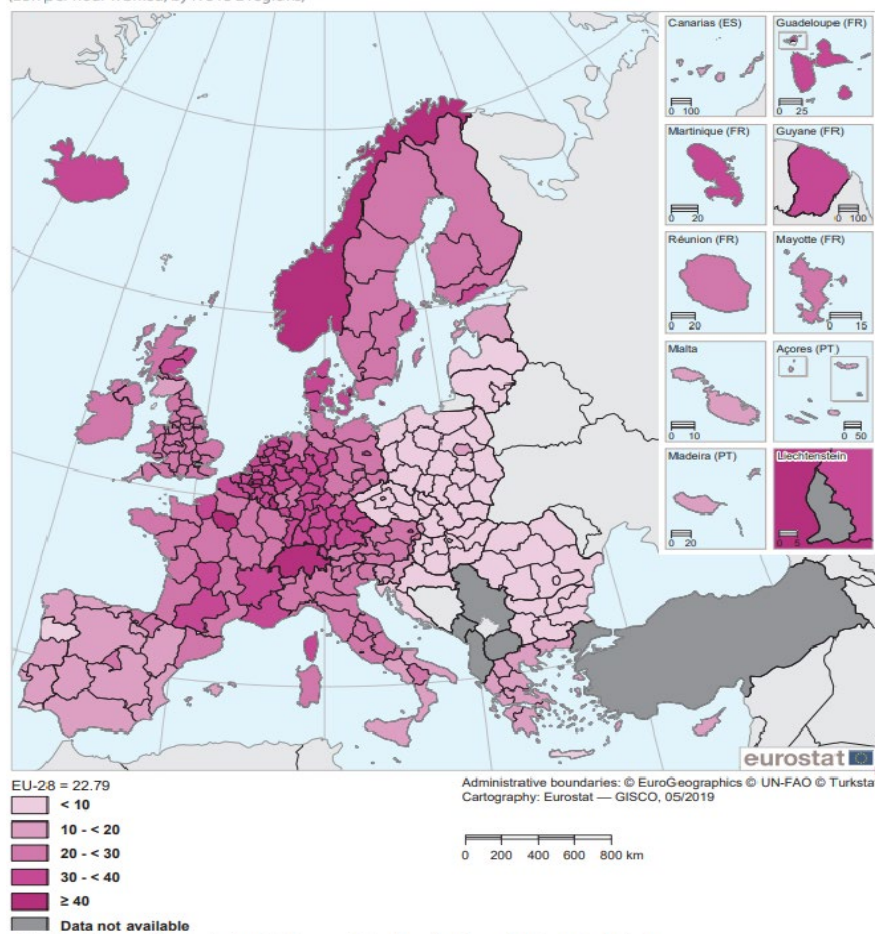 Canarias (ES)
0 100
Guadeloupe (FR)
0 25
Martinique (FR)
0 20
Guyane (FR)
0 100
Réunion (FR)
0 20
Mayotte (FR)
0 15
Malta
0 10
Açores (PT)
0 50
Madeira (PT)
0 20
Liechtenstein
0 5
eurostat
EU-28 = 22.79
< 10
10 - < 20
20 - < 30
30 - < 40
≥ 40
Data not available
Administrative boundaries: © EuroGeographics © UN-FAO © Turkstat
Cartography: Eurostat — GISCO, 05/2019
0 200 400 600 800 km